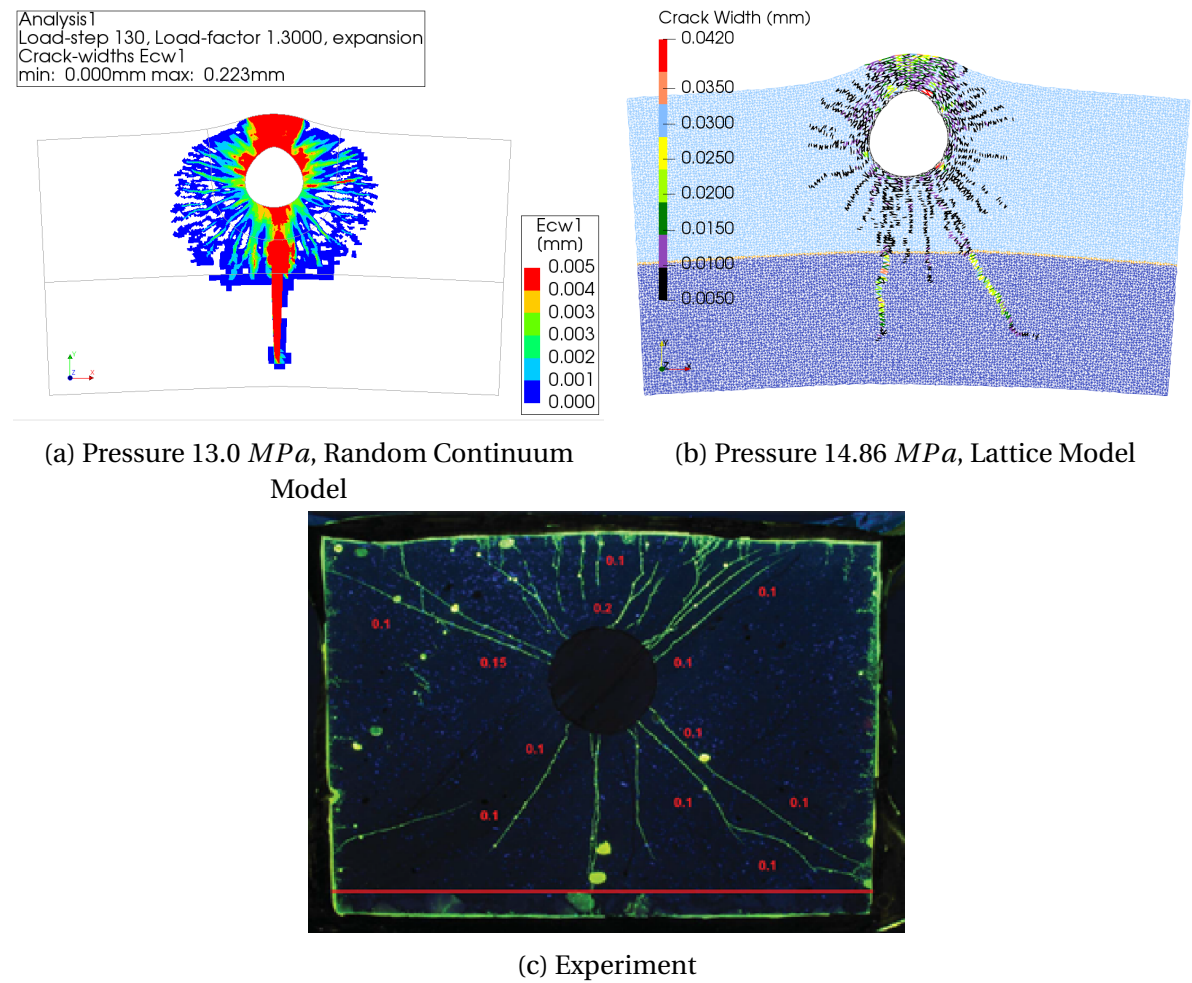 Analysis1
Load-step 130, Load-factor 1.3000, expansion
Crack-widths Ecw1
min: 0.000mm max: 0.223mm
Ecw1
(mm)
0.005
0.004
0.003
0.003
0.002
0.001
0.000
Y
Z
X
Crack Width (mm)
0.0420
0.0350
0.0300
0.0250
0.0200
0.0150
0.0100
0.0050
Y
Z
X
(a) Pressure 13.0 MPa, Random Continuum
Model
(b) Pressure 14.86 MPa, Lattice Model
0.1
0.1
0.2
0.1
0.15
0.1
0.1
0.1
0.1
0.1
0.1
0.1
(c) Experiment